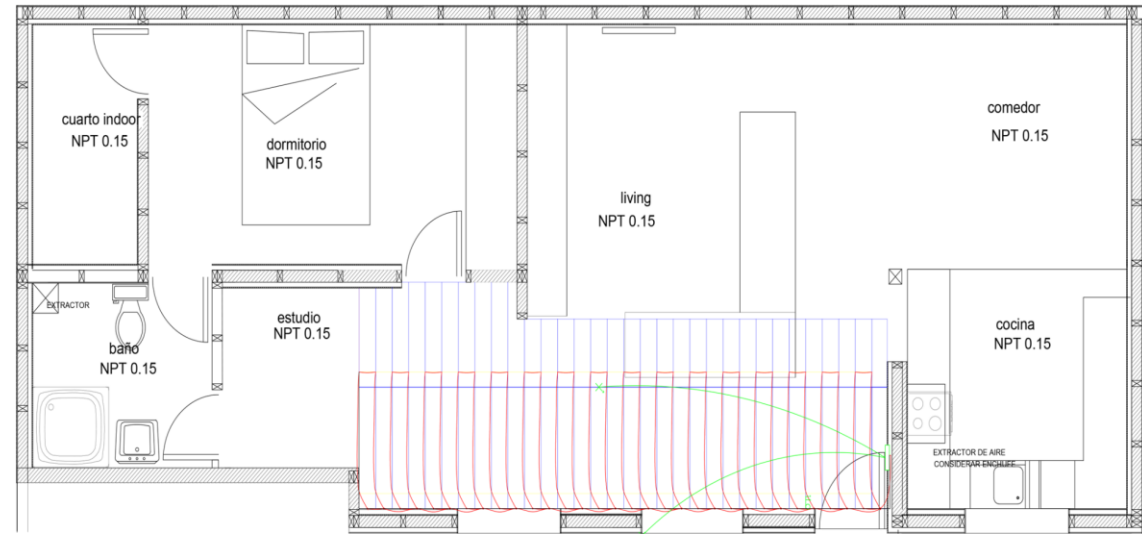 cuarto indoor
NPT 0.15
dormitorio
NPT 0.15
living
NPT 0.15
comedor
NPT 0.15
EXTRACTOR
baño
NPT 0.15
estudio
NPT 0.15
cocina
NPT 0.15
EXTRACTOR DE AIRE
CONSIDERAR ENCHUFF